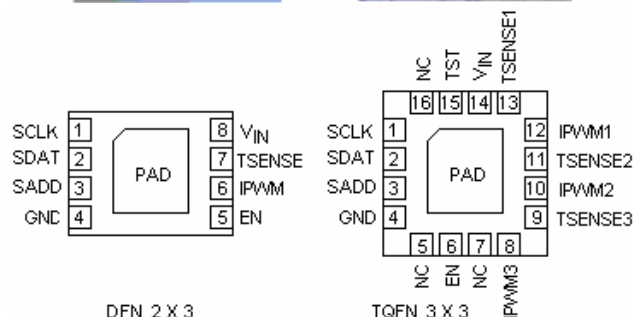 SCLK 1
SDAT 2
SADD 3
GND 4
PAD
8 VIN
7 TSENSE
6 IPWM
5 EN
DFN 2 X 3
NC TST VIN TSENSE1
16 15 14 13
SCLK 1
SDAT 2
SADD 3
GND 4
PAD
12 IPWM1
11 TSENSE2
10 IPWM2
9 TSENSE3
5 6 7 8
NC EN NC IPWM3
TQFN 3 X 3